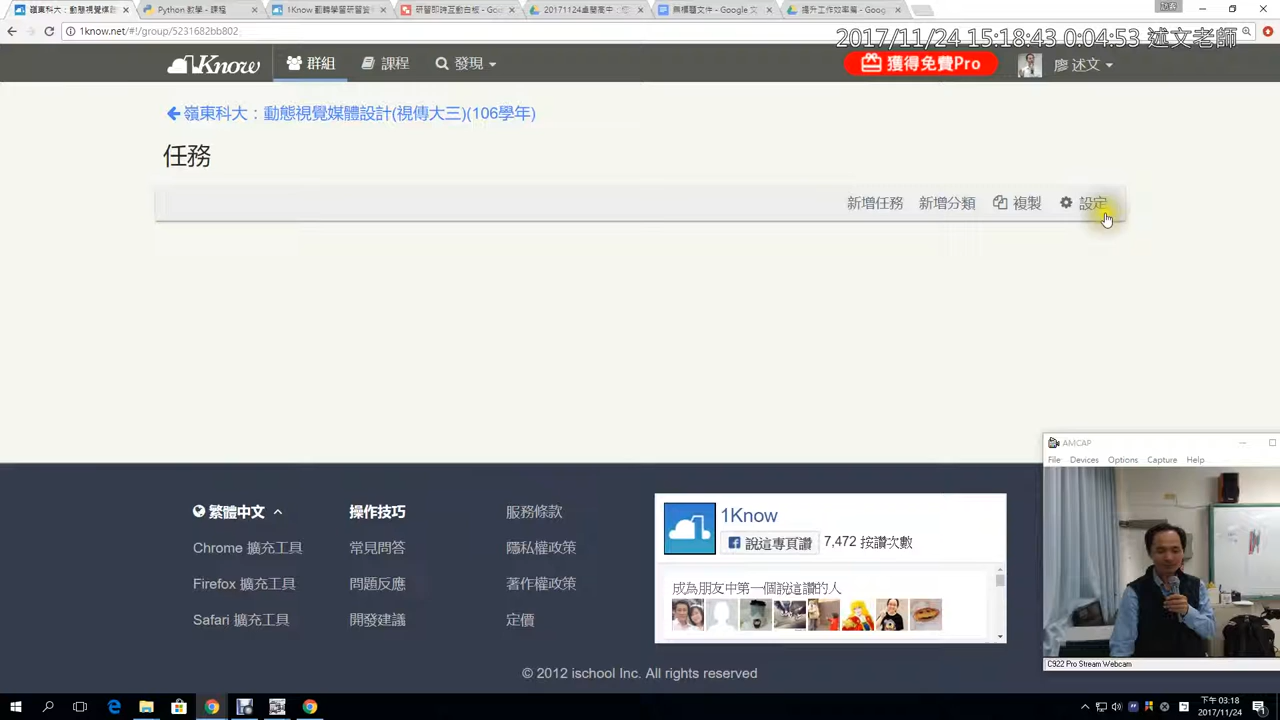 嶺東科大：動態視覺媒體
Python 教學 - 課程
1Know 翻轉學習研習資料
研習即時互動白板 - Goo
20171124卓蘭高中：
無標題文件 - Google 文
提升工作效率篇 - Goog
1know.net/#!/group/5231682bb802
2017/11/24 15:18:43 0:04:53 述文老師
1Know
群組
課程
發現
獲得免費Pro
廖 述文
嶺東科大：動態視覺媒體設計(視傳大三)(106學年)
任務
新增任務
新增分類
複製
設定
AMCAP
File Devices Options Capture Help
繁體中文
操作技巧
服務條款
Chrome 擴充工具
常見問答
隱私權政策
Firefox 擴充工具
問題反應
著作權政策
Safari 擴充工具
開發建議
定價
1Know
說這專頁讚
7,472 按讚次數
成為朋友中第一個說這讚的人
C922 Pro Stream Webcam
© 2012 ischool Inc. All rights reserved
下午 03:18
2017/11/24